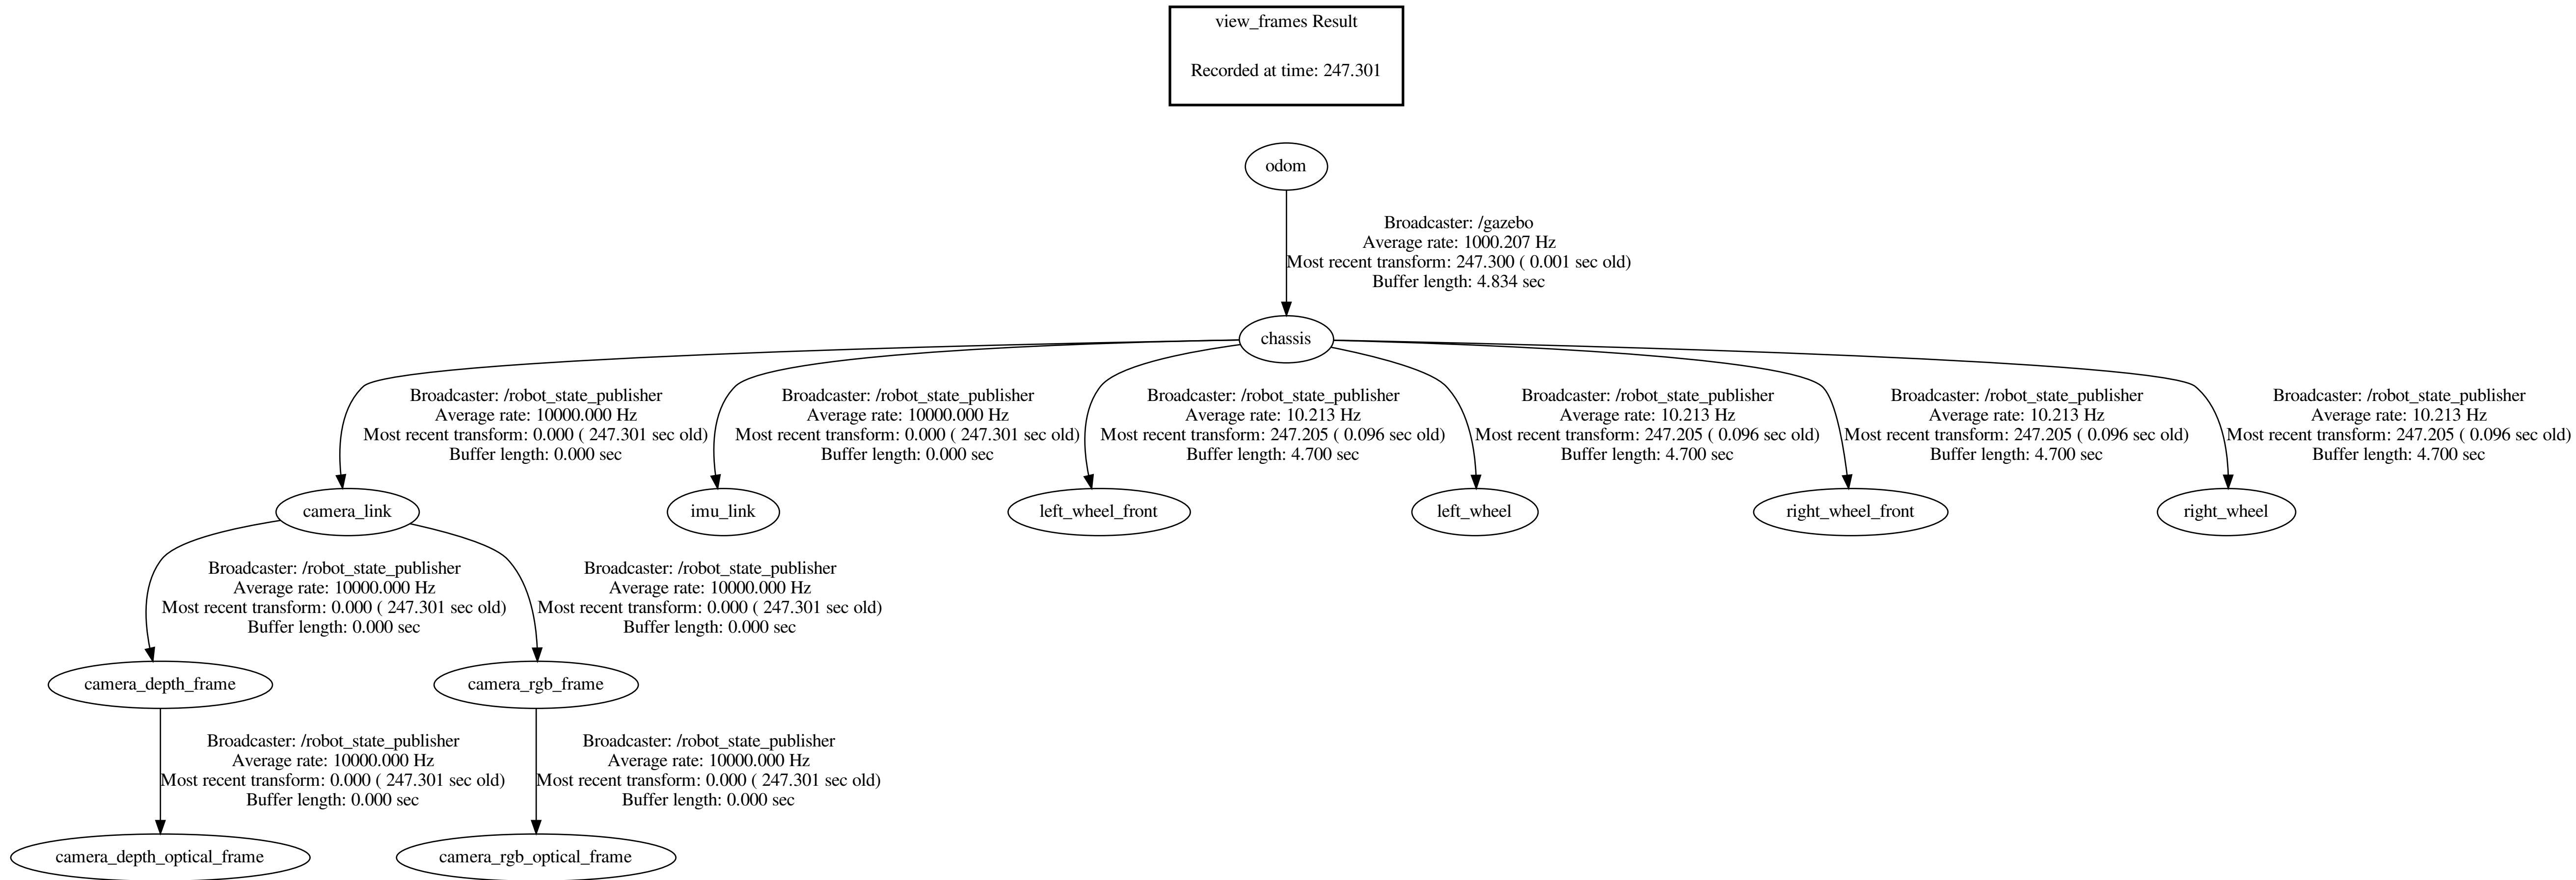 view_frames Result
Recorded at time: 247.301
odom
Broadcaster: /gazebo
Average rate: 1000.207 Hz
Most recent transform: 247.300 ( 0.001 sec old)
Buffer length: 4.834 sec
chassis
Broadcaster: /robot_state_publisher
Average rate: 10000.000 Hz
Most recent transform: 0.000 ( 247.301 sec old)
Buffer length: 0.000 sec
Broadcaster: /robot_state_publisher
Average rate: 10000.000 Hz
Most recent transform: 0.000 ( 247.301 sec old)
Buffer length: 0.000 sec
Broadcaster: /robot_state_publisher
Average rate: 10.213 Hz
Most recent transform: 247.205 ( 0.096 sec old)
Buffer length: 4.700 sec
Broadcaster: /robot_state_publisher
Average rate: 10.213 Hz
Most recent transform: 247.205 ( 0.096 sec old)
Buffer length: 4.700 sec
Broadcaster: /robot_state_publisher
Average rate: 10.213 Hz
Most recent transform: 247.205 ( 0.096 sec old)
Buffer length: 4.700 sec
Broadcaster: /robot_state_publisher
Average rate: 10.213 Hz
Most recent transform: 247.205 ( 0.096 sec old)
Buffer length: 4.700 sec
camera_link
imu_link
left_wheel_front
left_wheel
right_wheel_front
right_wheel
Broadcaster: /robot_state_publisher
Average rate: 10000.000 Hz
Most recent transform: 0.000 ( 247.301 sec old)
Buffer length: 0.000 sec
Broadcaster: /robot_state_publisher
Average rate: 10000.000 Hz
Most recent transform: 0.000 ( 247.301 sec old)
Buffer length: 0.000 sec
camera_depth_frame
camera_rgb_frame
Broadcaster: /robot_state_publisher
Average rate: 10000.000 Hz
Most recent transform: 0.000 ( 247.301 sec old)
Buffer length: 0.000 sec
Broadcaster: /robot_state_publisher
Average rate: 10000.000 Hz
Most recent transform: 0.000 ( 247.301 sec old)
Buffer length: 0.000 sec
camera_depth_optical_frame
camera_rgb_optical_frame